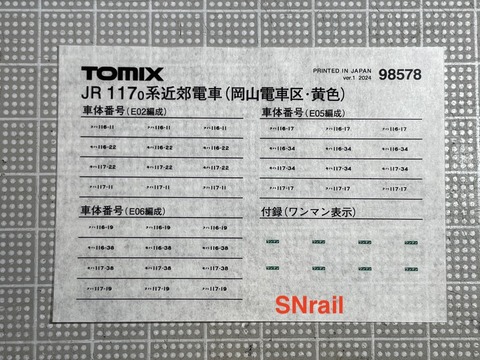 TOMIX
PRINTED IN JAPAN
ver.1 2024
98578
JR 117₀系近郊電車(岡山電車区・黄色)
車体番号(E02編成)
クハ116-11 クハ116-11 クハ116-11
モハ116-22 モハ116-22 モハ116-22
モハ117-22 モハ117-22 モハ117-22
クハ117-11 クハ117-11 クハ117-11
車体番号(E05編成)
クハ116-17 クハ116-17 クハ116-17
モハ116-34 モハ116-34 モハ116-34
モハ117-34 モハ117-34 モハ117-34
クハ117-17 クハ117-17 クハ117-17
車体番号(E06編成)
クハ116-19 クハ116-19 クハ116-19
モハ116-38 モハ116-38 モハ116-38
モハ117-38 モハ117-38 モハ117-38
クハ117-19 クハ117-19 クハ117-19
付録(ワンマン表示)
SNrail